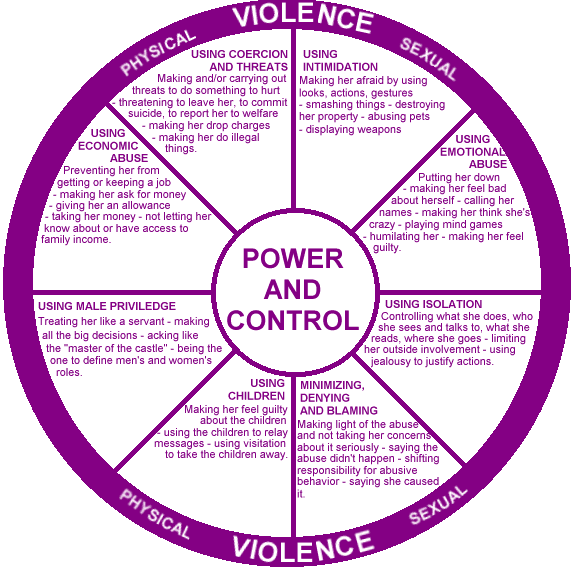 VIOLENCE
PHYSICAL
SEXUAL
USING COERCION
AND THREATS
Making and/or carrying out
threats to do something to hurt
- threatening to leave her, to commit
suicide, to report her to welfare
- making her drop charges
- making her do illegal
things.
USING
INTIMIDATION
Making her afraid by using
looks, actions, gestures
- smashing things - destroying
her property - abusing pets
- displaying weapons
USING
EMOTIONAL
ABUSE
Putting her down
- making her feel bad
about herself - calling her
names - making her think she's
crazy - playing mind games
- humilating her - making her feel
guilty.
USING ISOLATION
Controlling what she does, who
she sees and talks to, what she
reads, where she goes - limiting
her outside involvement - using
jealousy to justify actions.
MINIMIZING,
DENYING
AND BLAMING
Making light of the abuse
and not taking her concerns
about it seriously - saying the
abuse didn't happen - shifting
responsibility for abusive
behavior - saying she caused
it.
USING
CHILDREN
Making her feel guilty
about the children
- using the children to relay
messages - using visitation
to take the children away.
USING MALE PRIVILEDGE
Treating her like a servant - making
all the big decisions - acking like
the "master of the castle" - being the
one to define men's and women's
roles.
USING
ECONOMIC
ABUSE
Preventing her from
getting or keeping a job
- making her ask for money
- giving her an allowance
- taking her money - not letting her
know about or have access to
family income.
POWER
AND
CONTROL
PHYSICAL
VIOLENCE
SEXUAL